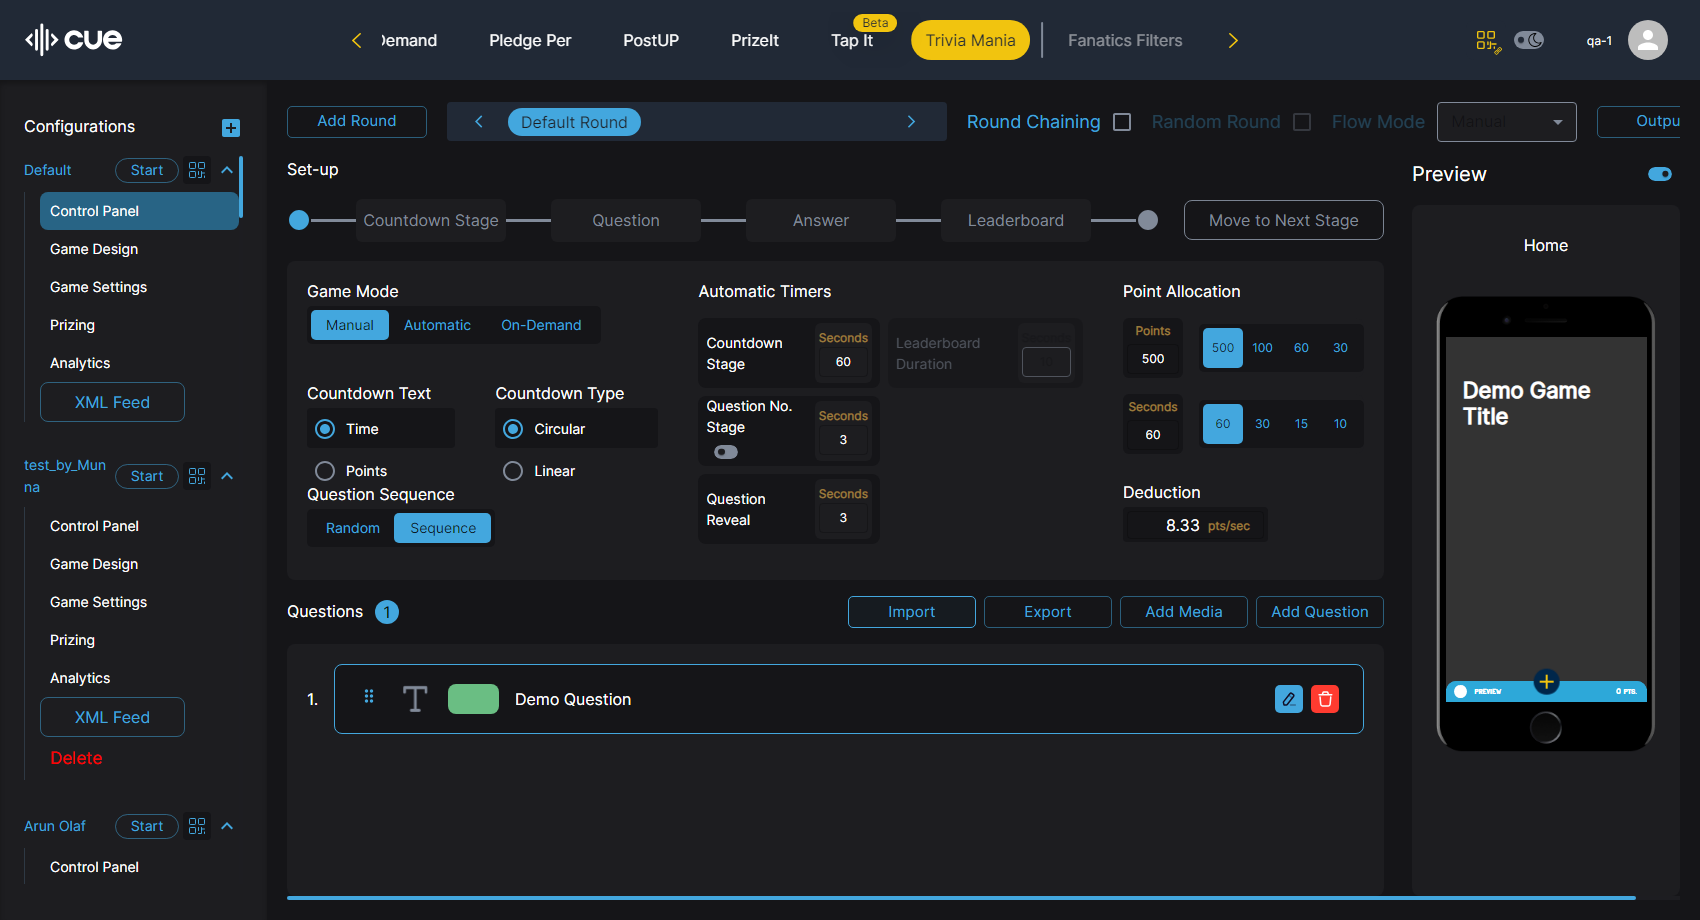 cue
Demand
Pledge Per
PostUP
PrizeIt
Tap It
Beta
Trivia Mania
Fanatics Filters
qa-1
Configurations
Default
Start
Control Panel
Game Design
Game Settings
Prizing
Analytics
XML Feed
test_by_Mun
na
Start
Control Panel
Game Design
Game Settings
Prizing
Analytics
XML Feed
Delete
Arun Olaf
Start
Control Panel
Add Round
Default Round
Round Chaining
Random Round
Flow Mode
Manual
Outpu
Set-up
Countdown Stage
Question
Answer
Leaderboard
Move to Next Stage
Game Mode
Manual
Automatic
On-Demand
Countdown Text
Time
Points
Countdown Type
Circular
Linear
Question Sequence
Random
Sequence
Automatic Timers
Countdown
Stage
Seconds
60
Leaderboard
Duration
Question No.
Stage
Seconds
3
Question
Reveal
Seconds
3
Point Allocation
Points
500
500
100
60
30
Seconds
60
60
30
15
10
Deduction
8.33 pts/sec
Questions 1
Import
Export
Add Media
Add Question
1.
Demo Question
Preview
Home
Demo Game
Title
PREVIEW
0 PTS.